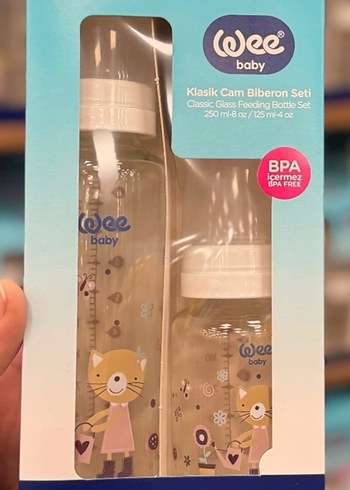 Wee®
baby
Klasik Cam Biberon Seti
Classic Glass Feeding Bottle Set
250 ml-8 oz / 125 ml-4 oz
BPA
içermez
BPA FREE
Wee
baby
Wee
baby